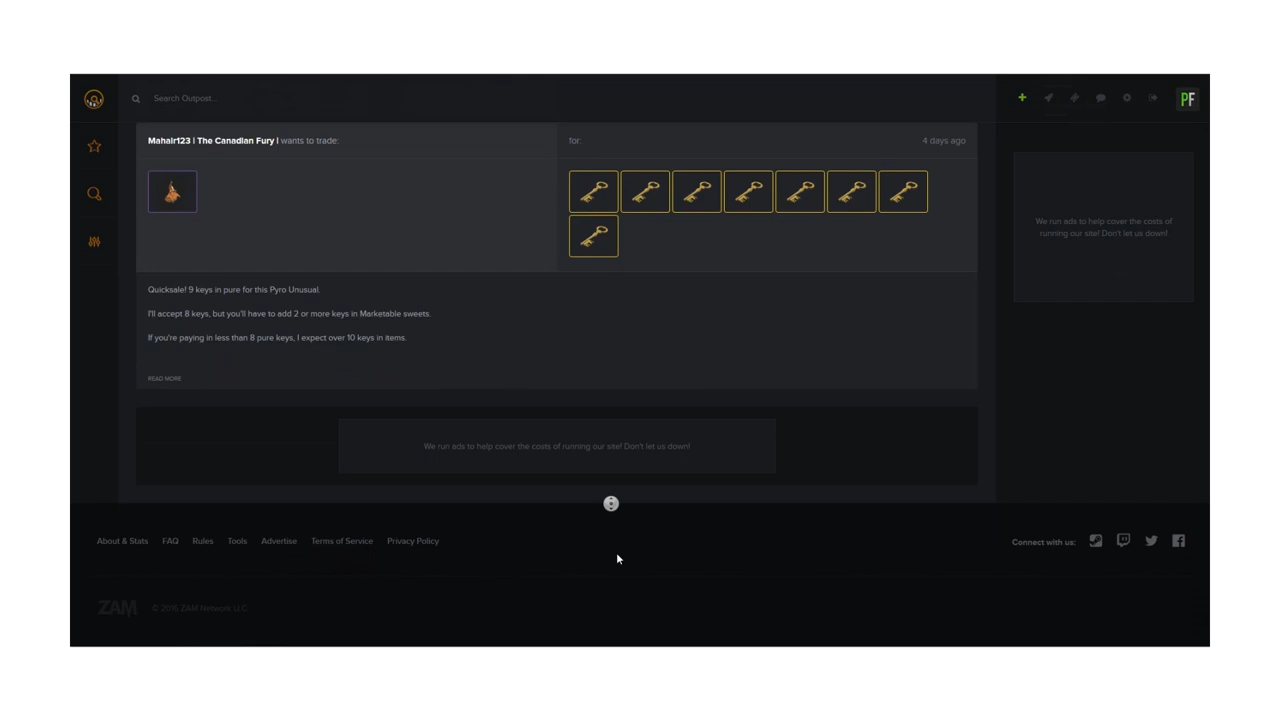 Search Outpost...
PF
Mahair123 | The Canadian Fury | wants to trade:
for:
4 days ago
We run ads to help cover the costs of
running our site! Don't let us down!
Quicksale! 9 keys in pure for this Pyro Unusual.
I'll accept 8 keys, but you'll have to add 2 or more keys in Marketable sweets.
If you're paying in less than 8 pure keys, I expect over 10 keys in items.
READ MORE
We run ads to help cover the costs of running our site! Don't let us down!
About & Stats FAQ Rules Tools Advertise Terms of Service Privacy Policy
Connect with us:
ZAM © 2016 ZAM Network LLC